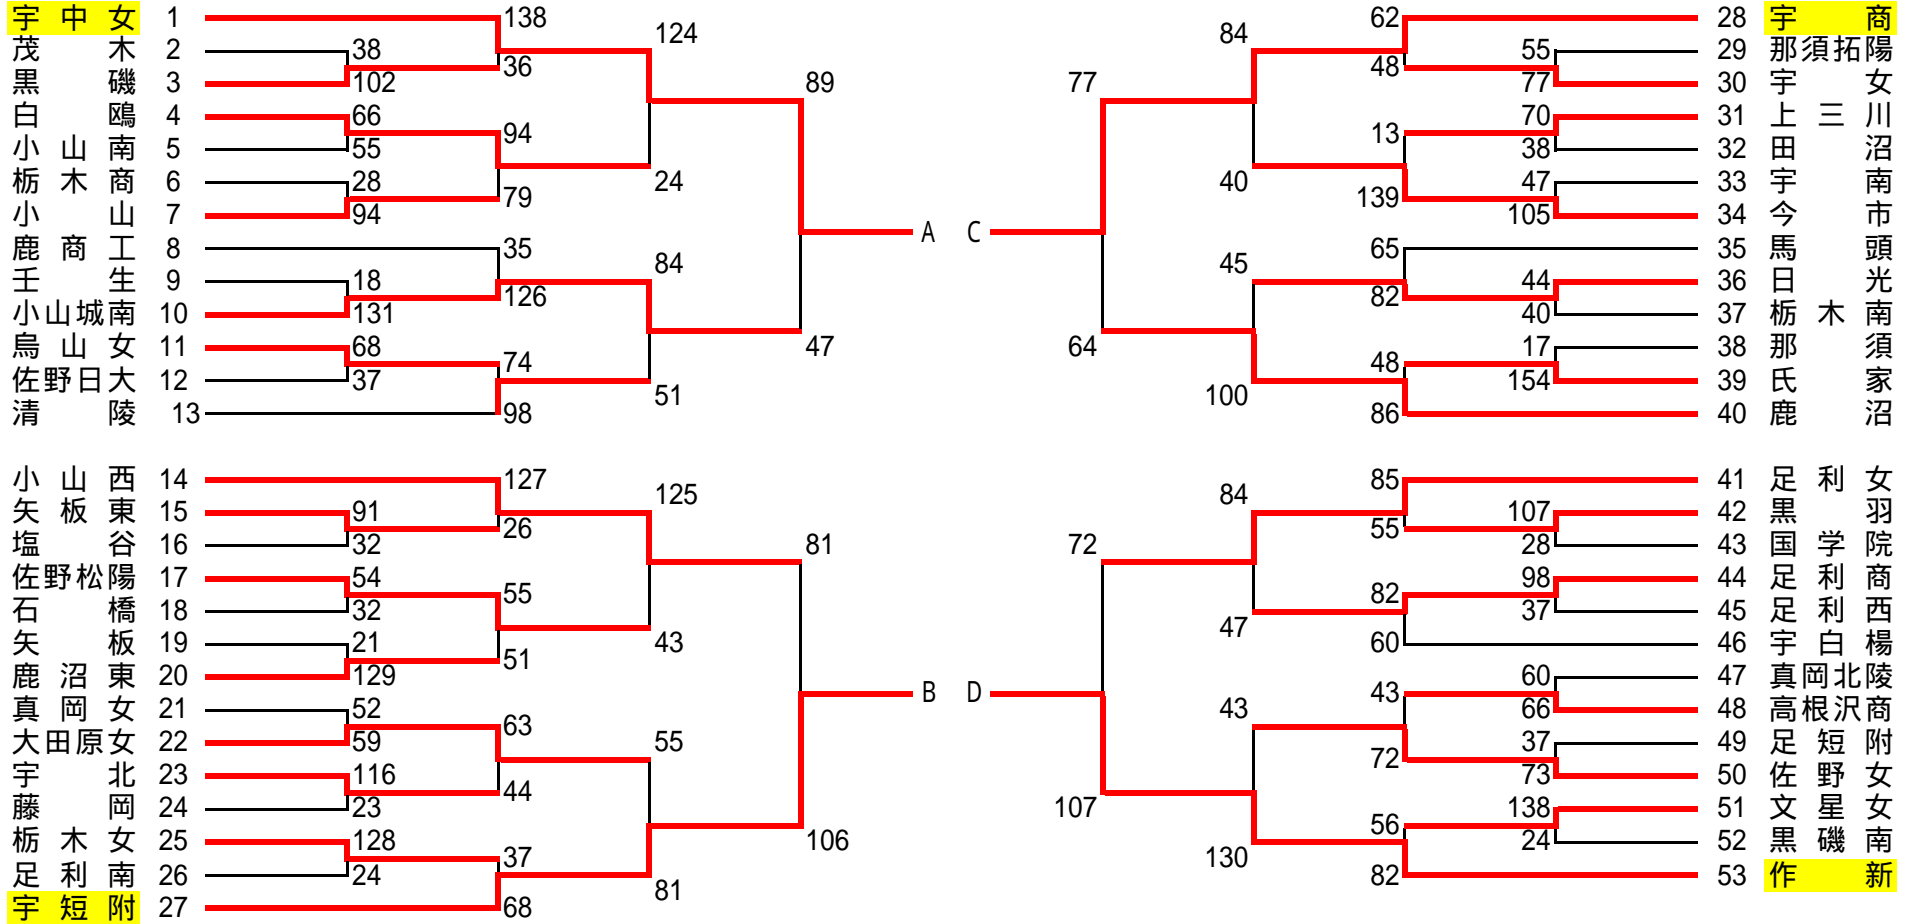 宇中女 1 138 62 28 宇商
124 84
茂木 2 38 55 29 那須拓陽
36 48
黒磯 3 102 89 77 77 30 宇女
白鴎 4 66 70 31 上三川
94 13
小山南 5 55 38 32 田沼
栃木商 6 28 24 40 47 33 宇南
79 139
小山 7 94 105 34 今市
A C
鹿商工 8 35 65 35 馬頭
84 45
壬生 9 18 44 36 日光
126 82
小山城南 10 131 40 37 栃木南
烏山女 11 68 47 64 17 38 那須
74 48
佐野日大 12 37 154 39 氏家
51 100
清陵 13 98 86 40 鹿沼
小山西 14 127 85 41 足利女
125 84
矢板東 15 91 107 42 黒羽
26 55
塩谷 16 32 81 72 28 43 国学院
佐野松陽 17 54 98 44 足利商
55 82
石橋 18 32 37 45 足利西
矢板 19 21 43 47 60 46 宇白楊
51
鹿沼東 20 129 60 47 真岡北陵
B D
真岡女 21 52 43 66 48 高根沢商
63 43
大田原女 22 59 55 37 49 足短附
72
宇北 23 116 73 50 佐野女
44
藤岡 24 23 107 138 51 文星女
56
栃木女 25 128 106 24 52 黒磯南
37 130
足利南 26 24 81 82 53 作新
宇短附 27 68